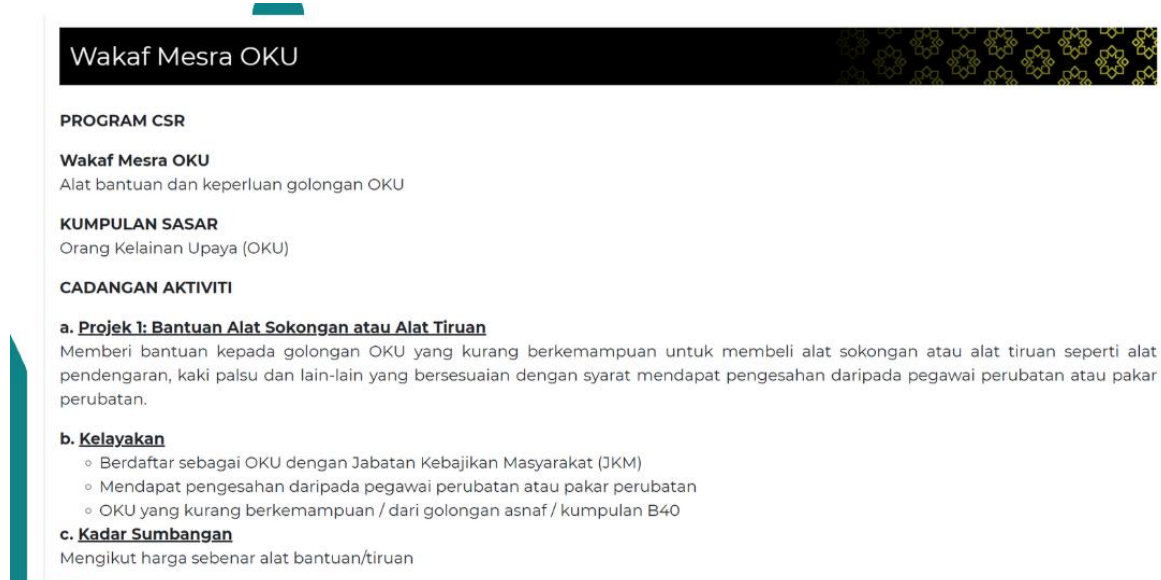 Wakaf Mesra OKU
PROGRAM CSR
Wakaf Mesra OKU
Alat bantuan dan keperluan golongan OKU
KUMPULAN SASAR
Orang Kelainan Upaya (OKU)
CADANGAN AKTIVITI
a. Projek 1: Bantuan Alat Sokongan atau Alat Tiruan
Memberi bantuan kepada golongan OKU yang kurang berkemampuan untuk membeli alat sokongan atau alat tiruan seperti alat
pendengaran, kaki palsu dan lain-lain yang bersesuaian dengan syarat mendapat pengesahan daripada pegawai perubatan atau pakar
perubatan.
b. Kelayakan
◦ Berdaftar sebagai OKU dengan Jabatan Kebajikan Masyarakat (JKM)
◦ Mendapat pengesahan daripada pegawai perubatan atau pakar perubatan
◦ OKU yang kurang berkemampuan / dari golongan asnaf / kumpulan B40
c. Kadar Sumbangan
Mengikut harga sebenar alat bantuan/tiruan